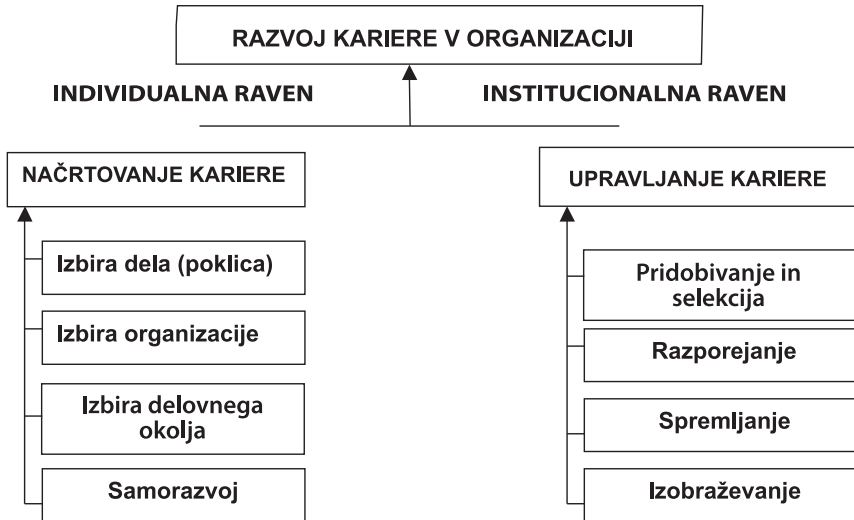 RAZVOJ KARIERE V ORGANIZACIJI
INDIVIDUALNA RAVEN
INSTITUCIONALNA RAVEN
NAČRTOVANJE KARIERE
Izbira dela (poklica)
Izbira organizacije
Izbira delovnega
okolja
Samorazvoj
UPRAVLJANJE KARIERE
Pridobivanje in
selekcija
Razporejanje
Spremljanje
Izobraževanje